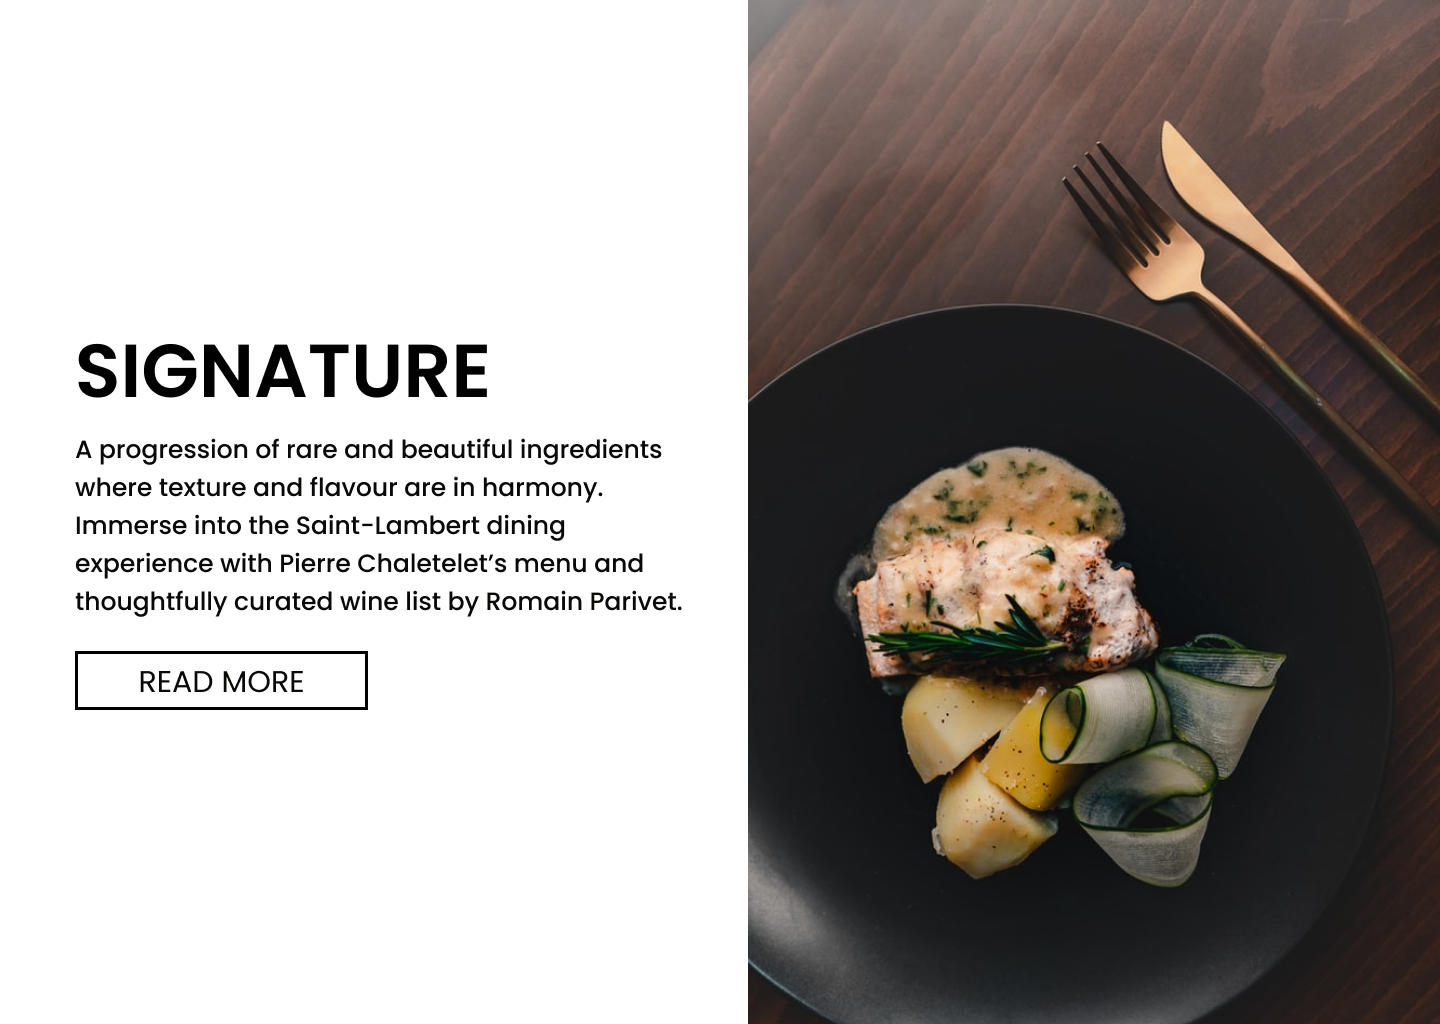 SIGNATURE
A progression of rare and beautiful ingredients
where texture and flavour are in harmony.
Immerse into the Saint-Lambert dining
experience with Pierre Chaletelet’s menu and
thoughtfully curated wine list by Romain Parivet.
READ MORE